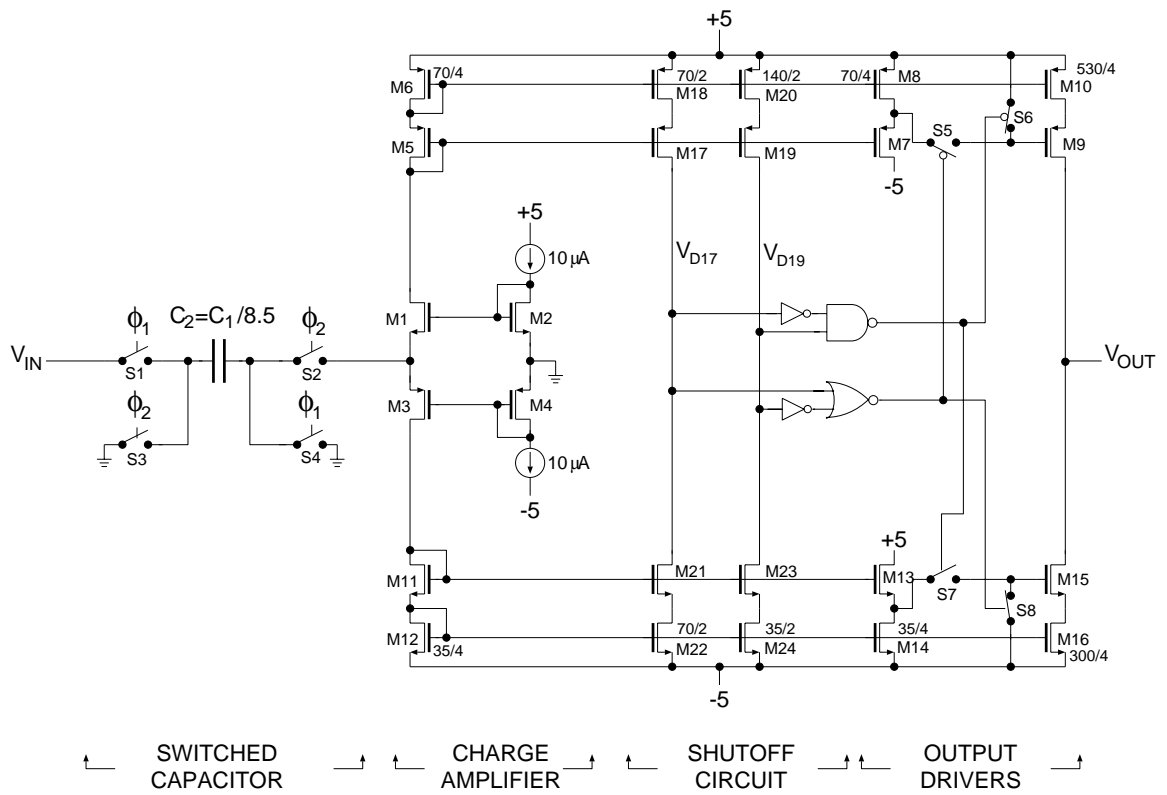 +5
70/4
M6
70/2
M18
140/2
M20
70/4
M8
530/4
M10
M5
M17
M19
M7
-5
S5
S6
M9
+5
10 μA
V_D17
V_D19
ϕ1
C2=C1/8.5
ϕ2
M1
M2
V_IN
S1
S2
V_OUT
ϕ2
ϕ1
M3
M4
S3
S4
10 μA
-5
+5
M11
M21
M23
M13
S7
M15
S8
M12
35/4
70/2
M22
35/2
M24
35/4
M14
M16
300/4
-5
SWITCHED
CAPACITOR
CHARGE
AMPLIFIER
SHUTOFF
CIRCUIT
OUTPUT
DRIVERS